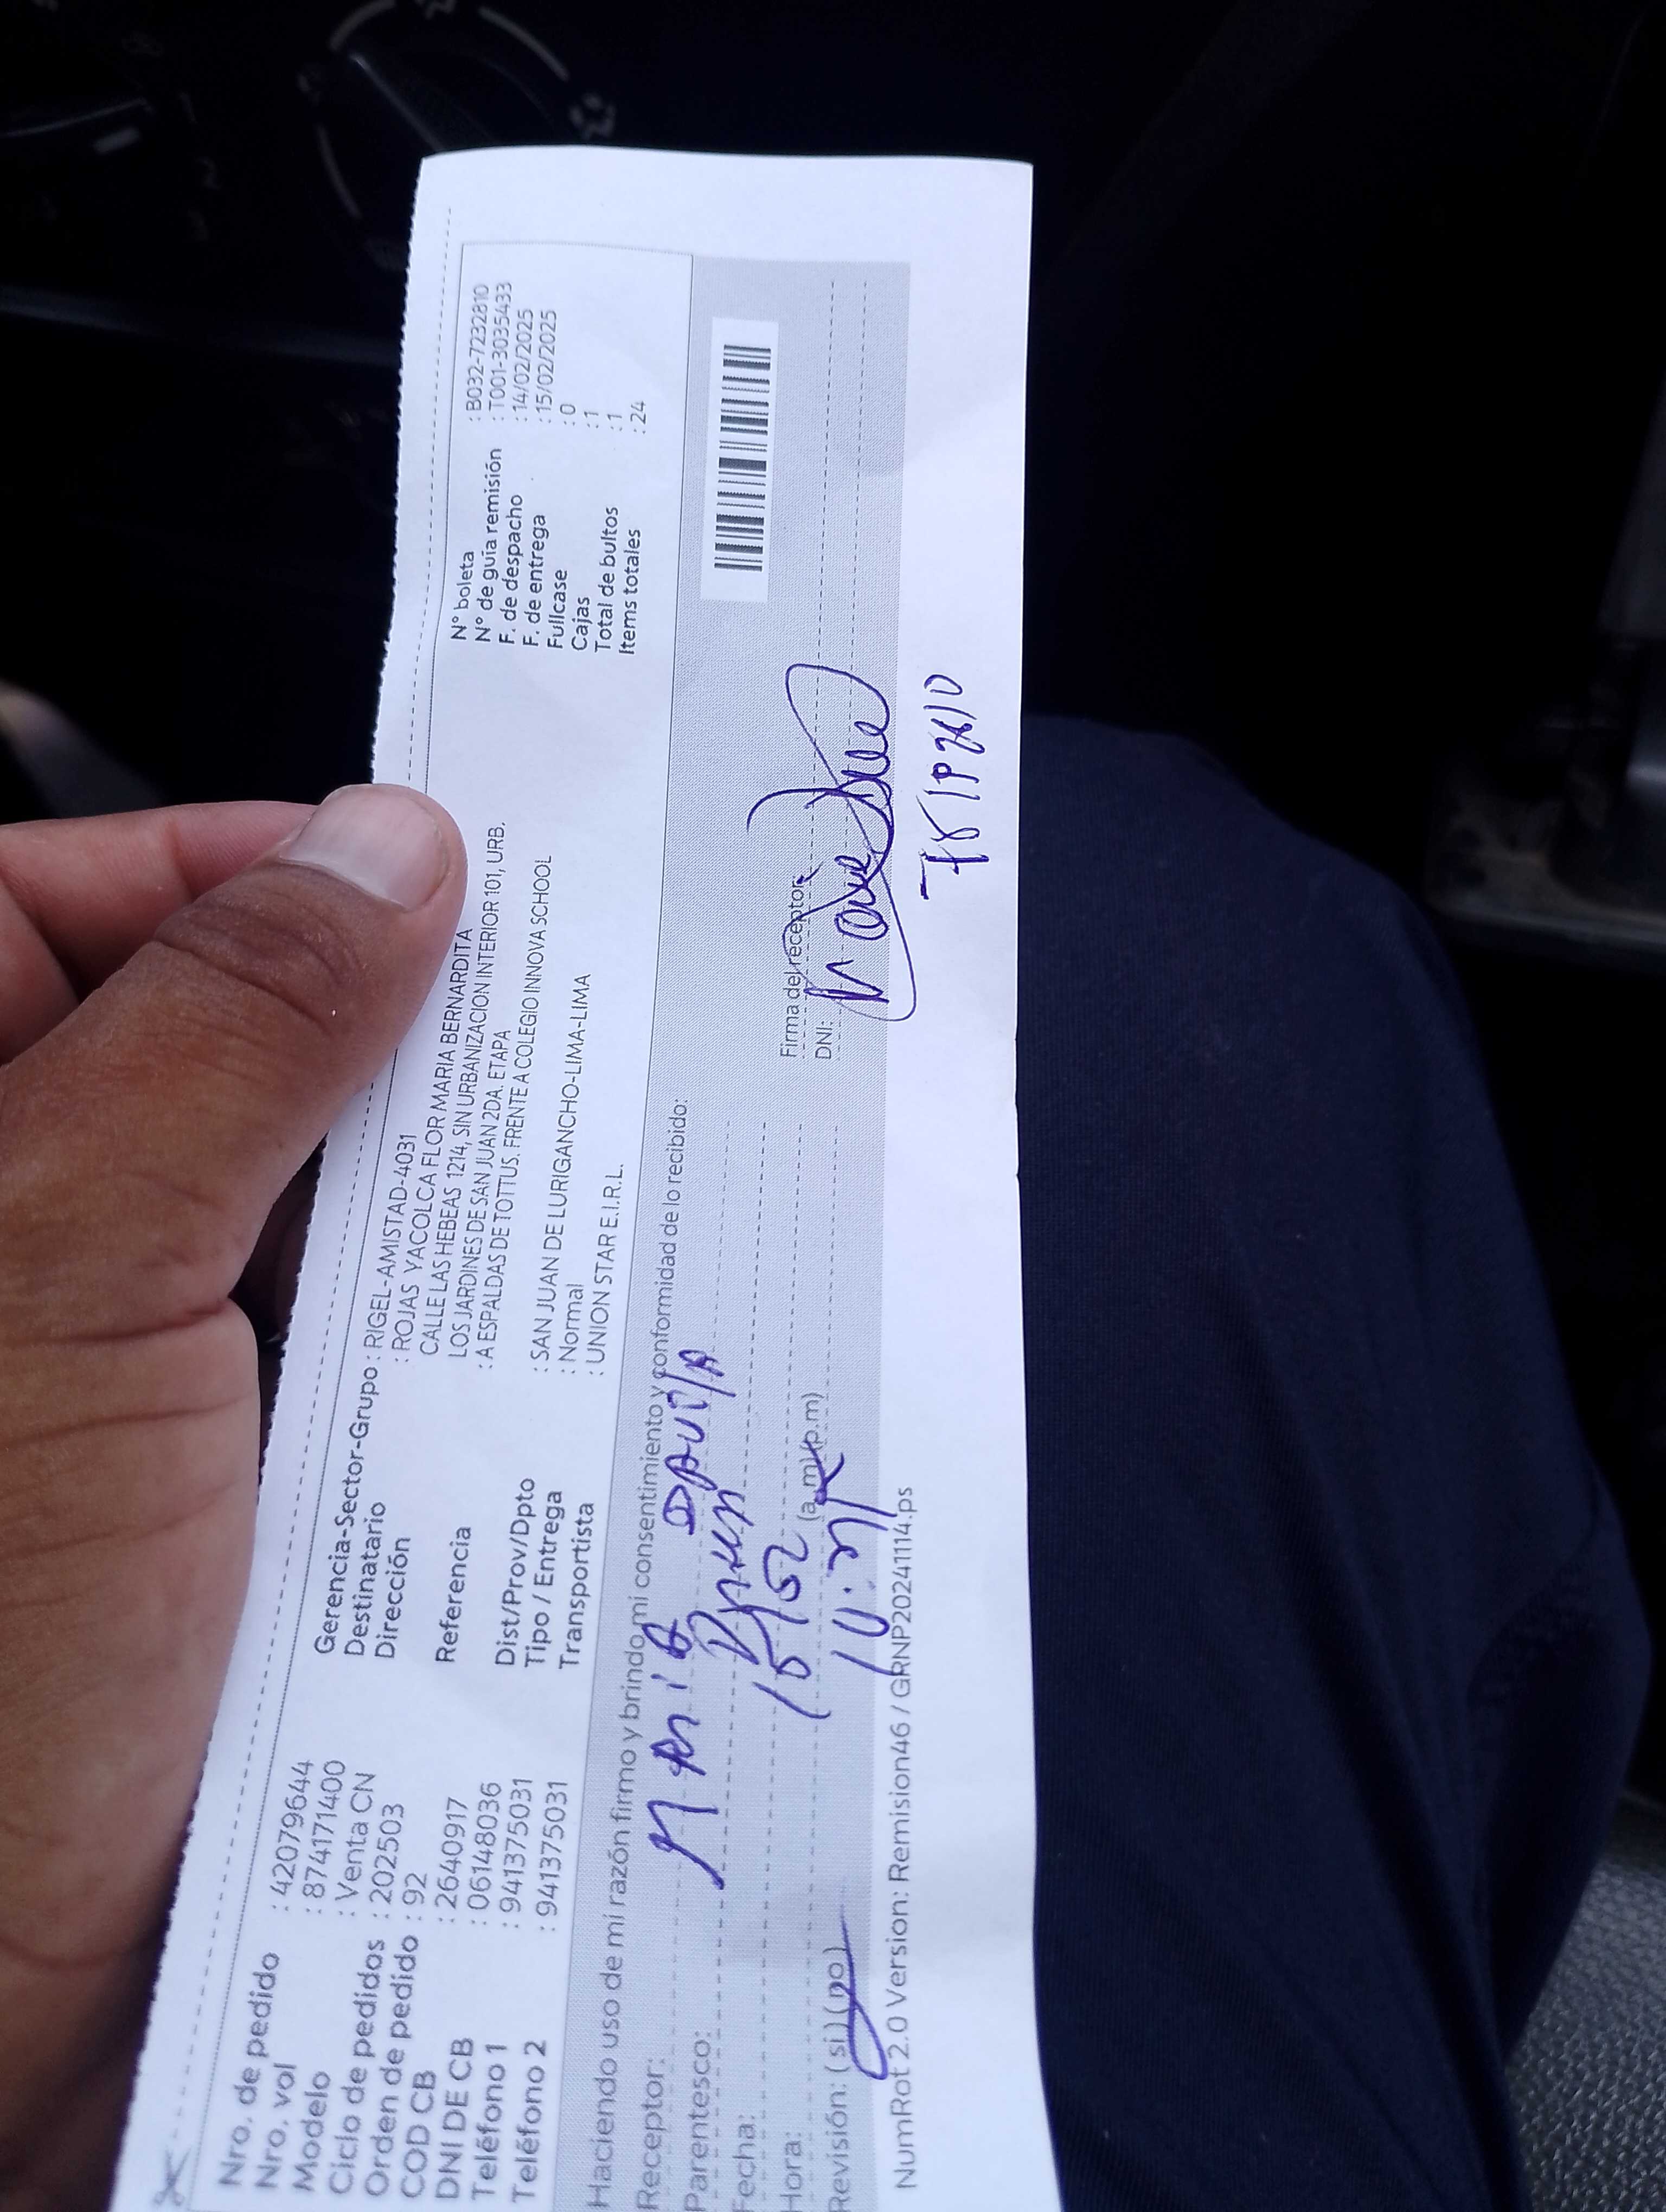 Nro. de pedido : 42079644
Nro. vol : 874171400
Modelo : Venta CN
Ciclo de pedidos : 202503
Orden de pedido : 92
COD CB : 2640917
DNI DE CB : 06148036
Teléfono 1 : 941375031
Teléfono 2 : 941375031
Gerencia-Sector-Grupo : RIGEL-AMISTAD-4031
Destinatario : ROJAS YACOLCA FLOR MARIA BERNARDITA
Dirección CALLE LAS HEBEAS 1214, SIN URBANIZACION INTERIOR 101, URB.
LOS JARDINES DE SAN JUAN 2DA. ETAPA
Referencia : A ESPALDAS DE TOTTUS. FRENTE A COLEGIO INNOVA SCHOOL
Dist/Prov/Dpto : SAN JUAN DE LURIGANCHO-LIMA-LIMA
Tipo / Entrega : Normal
Transportista : UNION STAR E.I.R.L.
N° boleta : B032-7232810
N° de guía remisión : T001-3035433
F. de despacho : 14/02/2025
F. de entrega : 15/02/2025
Fullcase : 0
Cajas : 1
Total de bultos : 1
Items totales : 24
Haciendo uso de mi razón firmo y brindo mi consentimiento y conformidad de lo recibido:
Receptor: Maria Davila
Parentesco:
Fecha: 15/02
Hora: (a.m) (p.m)
Revisión: (si) (no)
Firma del receptor:
DNI:
NumRot 2.0 Version: Remision46 / GRNP20241114.ps